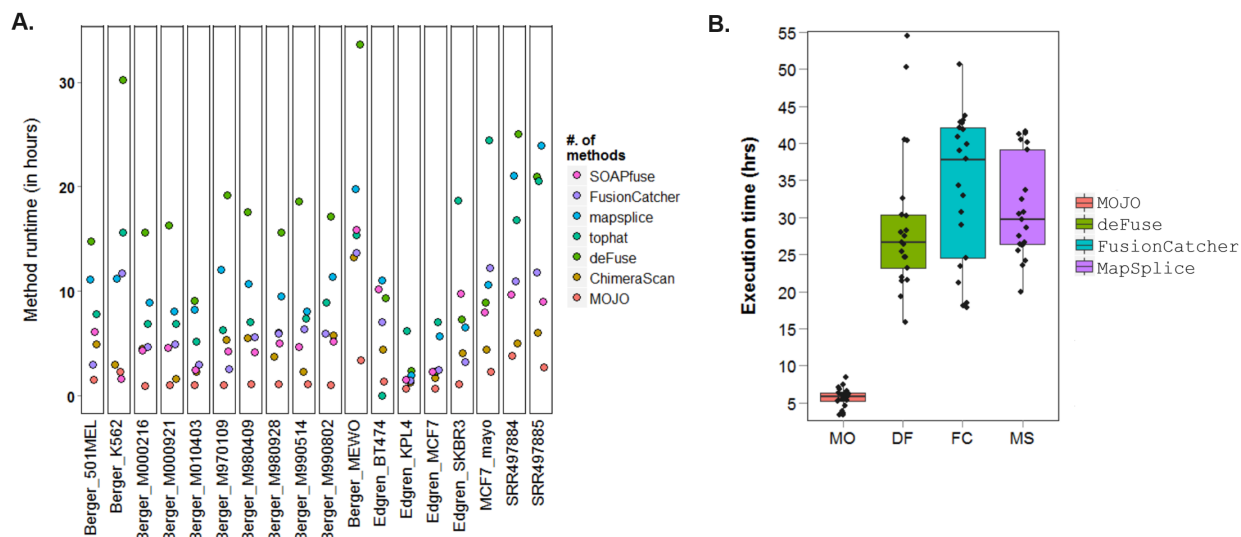 A.
Method runtime (in hours)
30
20
10
0
Berger_501MEL
Berger_K562
Berger_M000216
Berger_M000921
Berger_M010403
Berger_M970109
Berger_M980409
Berger_M980928
Berger_M990514
Berger_M990802
Berger_MEWO
Edgren_BT474
Edgren_KPL4
Edgren_MCF7
Edgren_SKBR3
MCF7_mayo
SRR497884
SRR497885
#. of
methods
SOAPfuse
FusionCatcher
mapsplice
tophat
deFuse
ChimeraScan
MOJO
B.
Execution time (hrs)
55
50
45
40
35
30
25
20
15
10
5
MO
DF
FC
MS
MOJO
deFuse
FusionCatcher
MapSplice